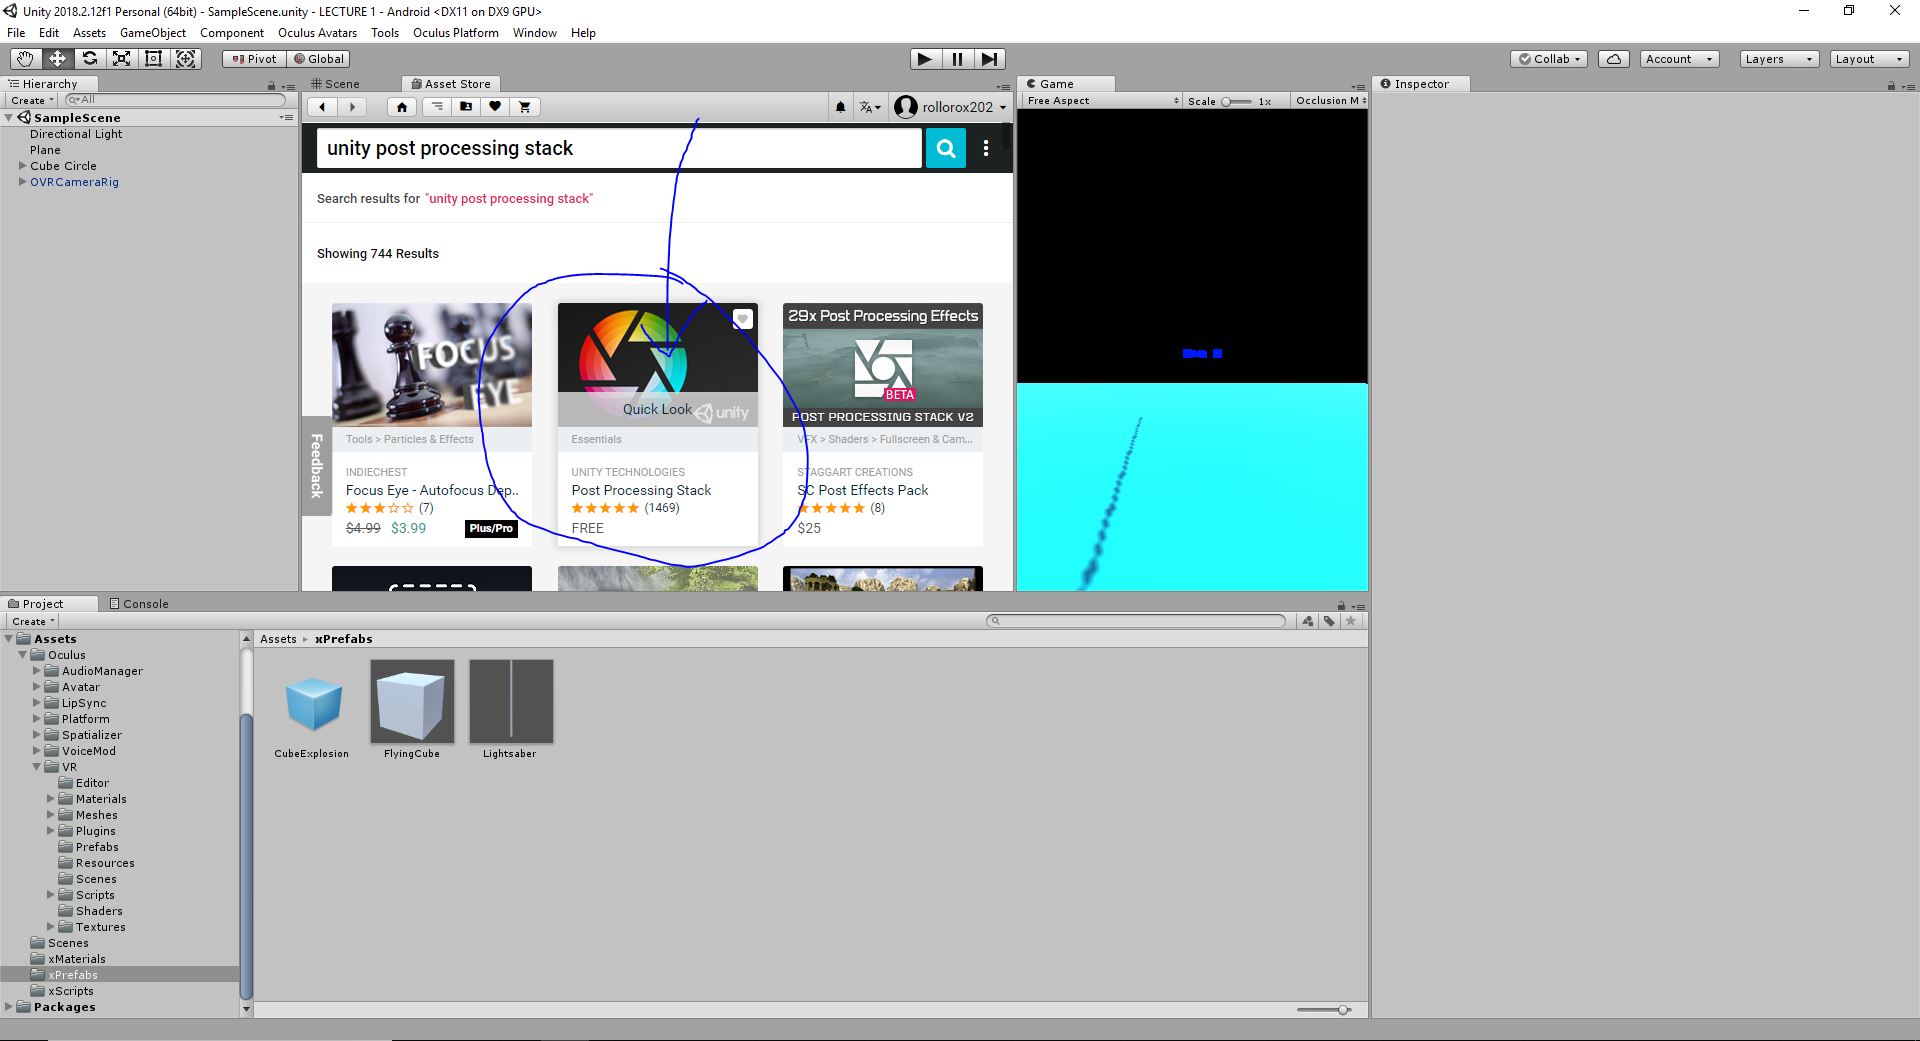 Unity 2018.2.12f1 Personal (64bit) - SampleScene.unity - LECTURE 1 - Android <DX11 on DX9 GPU>
File Edit Assets GameObject Component Oculus Avatars Tools Oculus Platform Window Help
Pivot Global Collab Account Layers Layout
Hierarchy
Create All
SampleScene
Directional Light
Plane
Cube Circle
OVRCameraRig
Scene Asset Store
rollorox202
unity post processing stack
Search results for "unity post processing stack"
Showing 744 Results
Feedback
FOCUS
EYE
Tools > Particles & Effects
INDIECHEST
Focus Eye - Autofocus Dep..
(7)
$4.99 $3.99 Plus/Pro
Quick Look unity
Essentials
UNITY TECHNOLOGIES
Post Processing Stack
(1469)
FREE
29x Post Processing Effects
BETA
POST PROCESSING STACK V2
VFX > Shaders > Fullscreen & Cam...
STAGGART CREATIONS
SC Post Effects Pack
(8)
$25
Game
Free Aspect Scale 1x Occlusion M
Inspector
Project Console
Create
Assets
Oculus
AudioManager
Avatar
LipSync
Platform
Spatializer
VoiceMod
VR
Editor
Materials
Meshes
Plugins
Prefabs
Resources
Scenes
Scripts
Shaders
Textures
Scenes
xMaterials
xPrefabs
xScripts
Packages
Assets ▸ xPrefabs
CubeExplosion FlyingCube Lightsaber